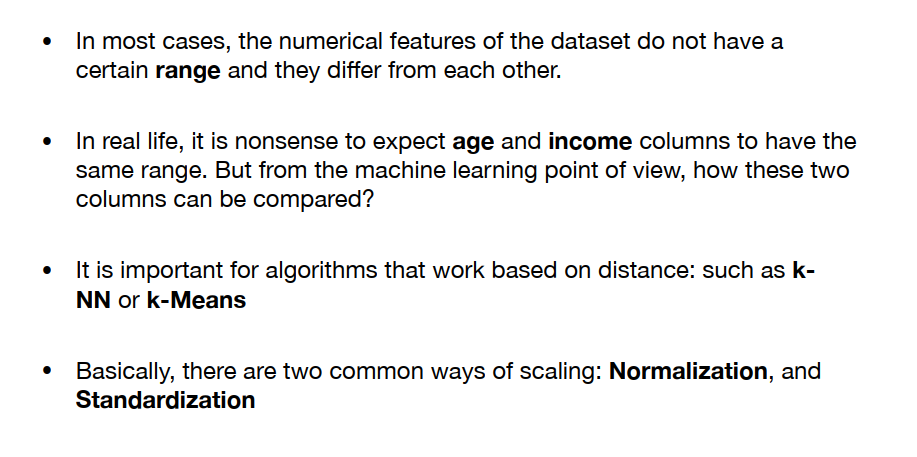 • In most cases, the numerical features of the dataset do not have a
certain range and they differ from each other.
• In real life, it is nonsense to expect age and income columns to have the
same range. But from the machine learning point of view, how these two
columns can be compared?
• It is important for algorithms that work based on distance: such as k-
NN or k-Means
• Basically, there are two common ways of scaling: Normalization, and
Standardization